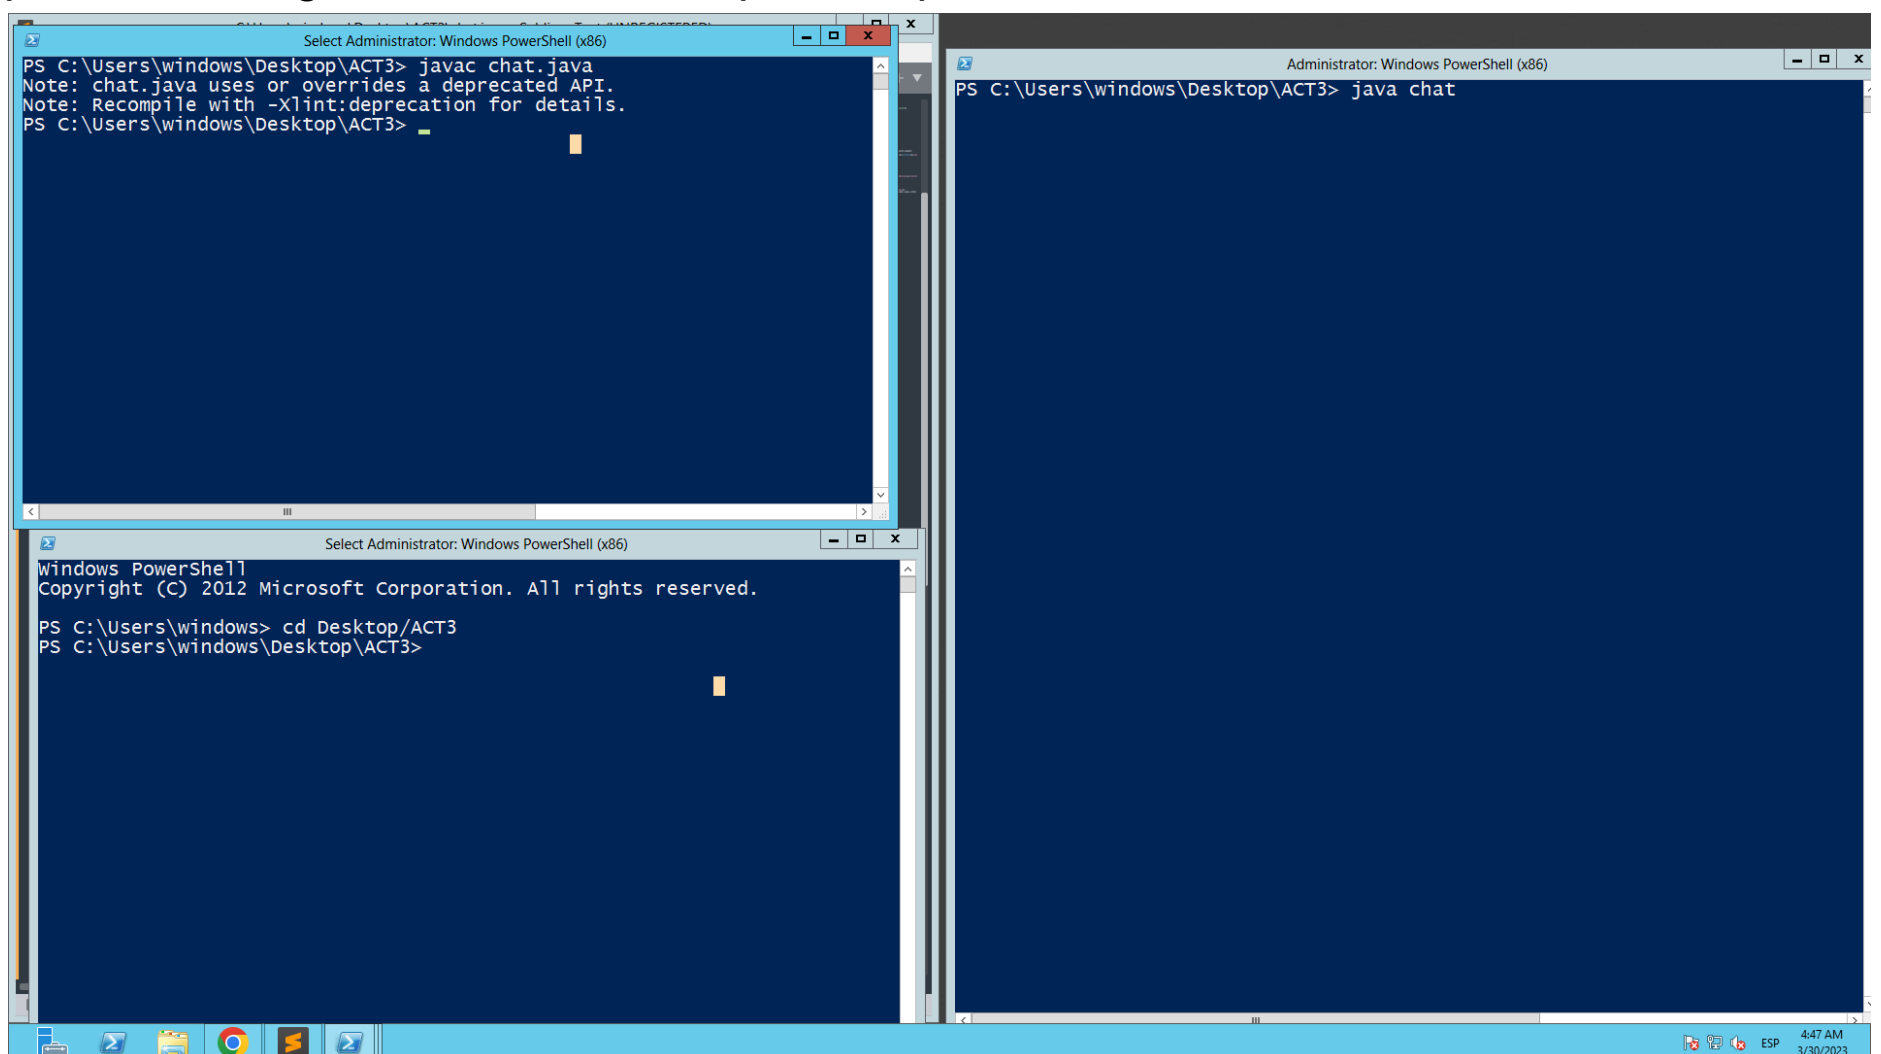 Select Administrator: Windows PowerShell (x86)
PS C:\Users\windows\Desktop\ACT3> javac chat.java
Note: chat.java uses or overrides a deprecated API.
Note: Recompile with -Xlint:deprecation for details.
PS C:\Users\windows\Desktop\ACT3>
Select Administrator: Windows PowerShell (x86)
Windows PowerShell
Copyright (C) 2012 Microsoft Corporation. All rights reserved.
PS C:\Users\windows> cd Desktop/ACT3
PS C:\Users\windows\Desktop\ACT3>
Administrator: Windows PowerShell (x86)
PS C:\Users\windows\Desktop\ACT3> java chat
ESP
4:47 AM
3/30/2023